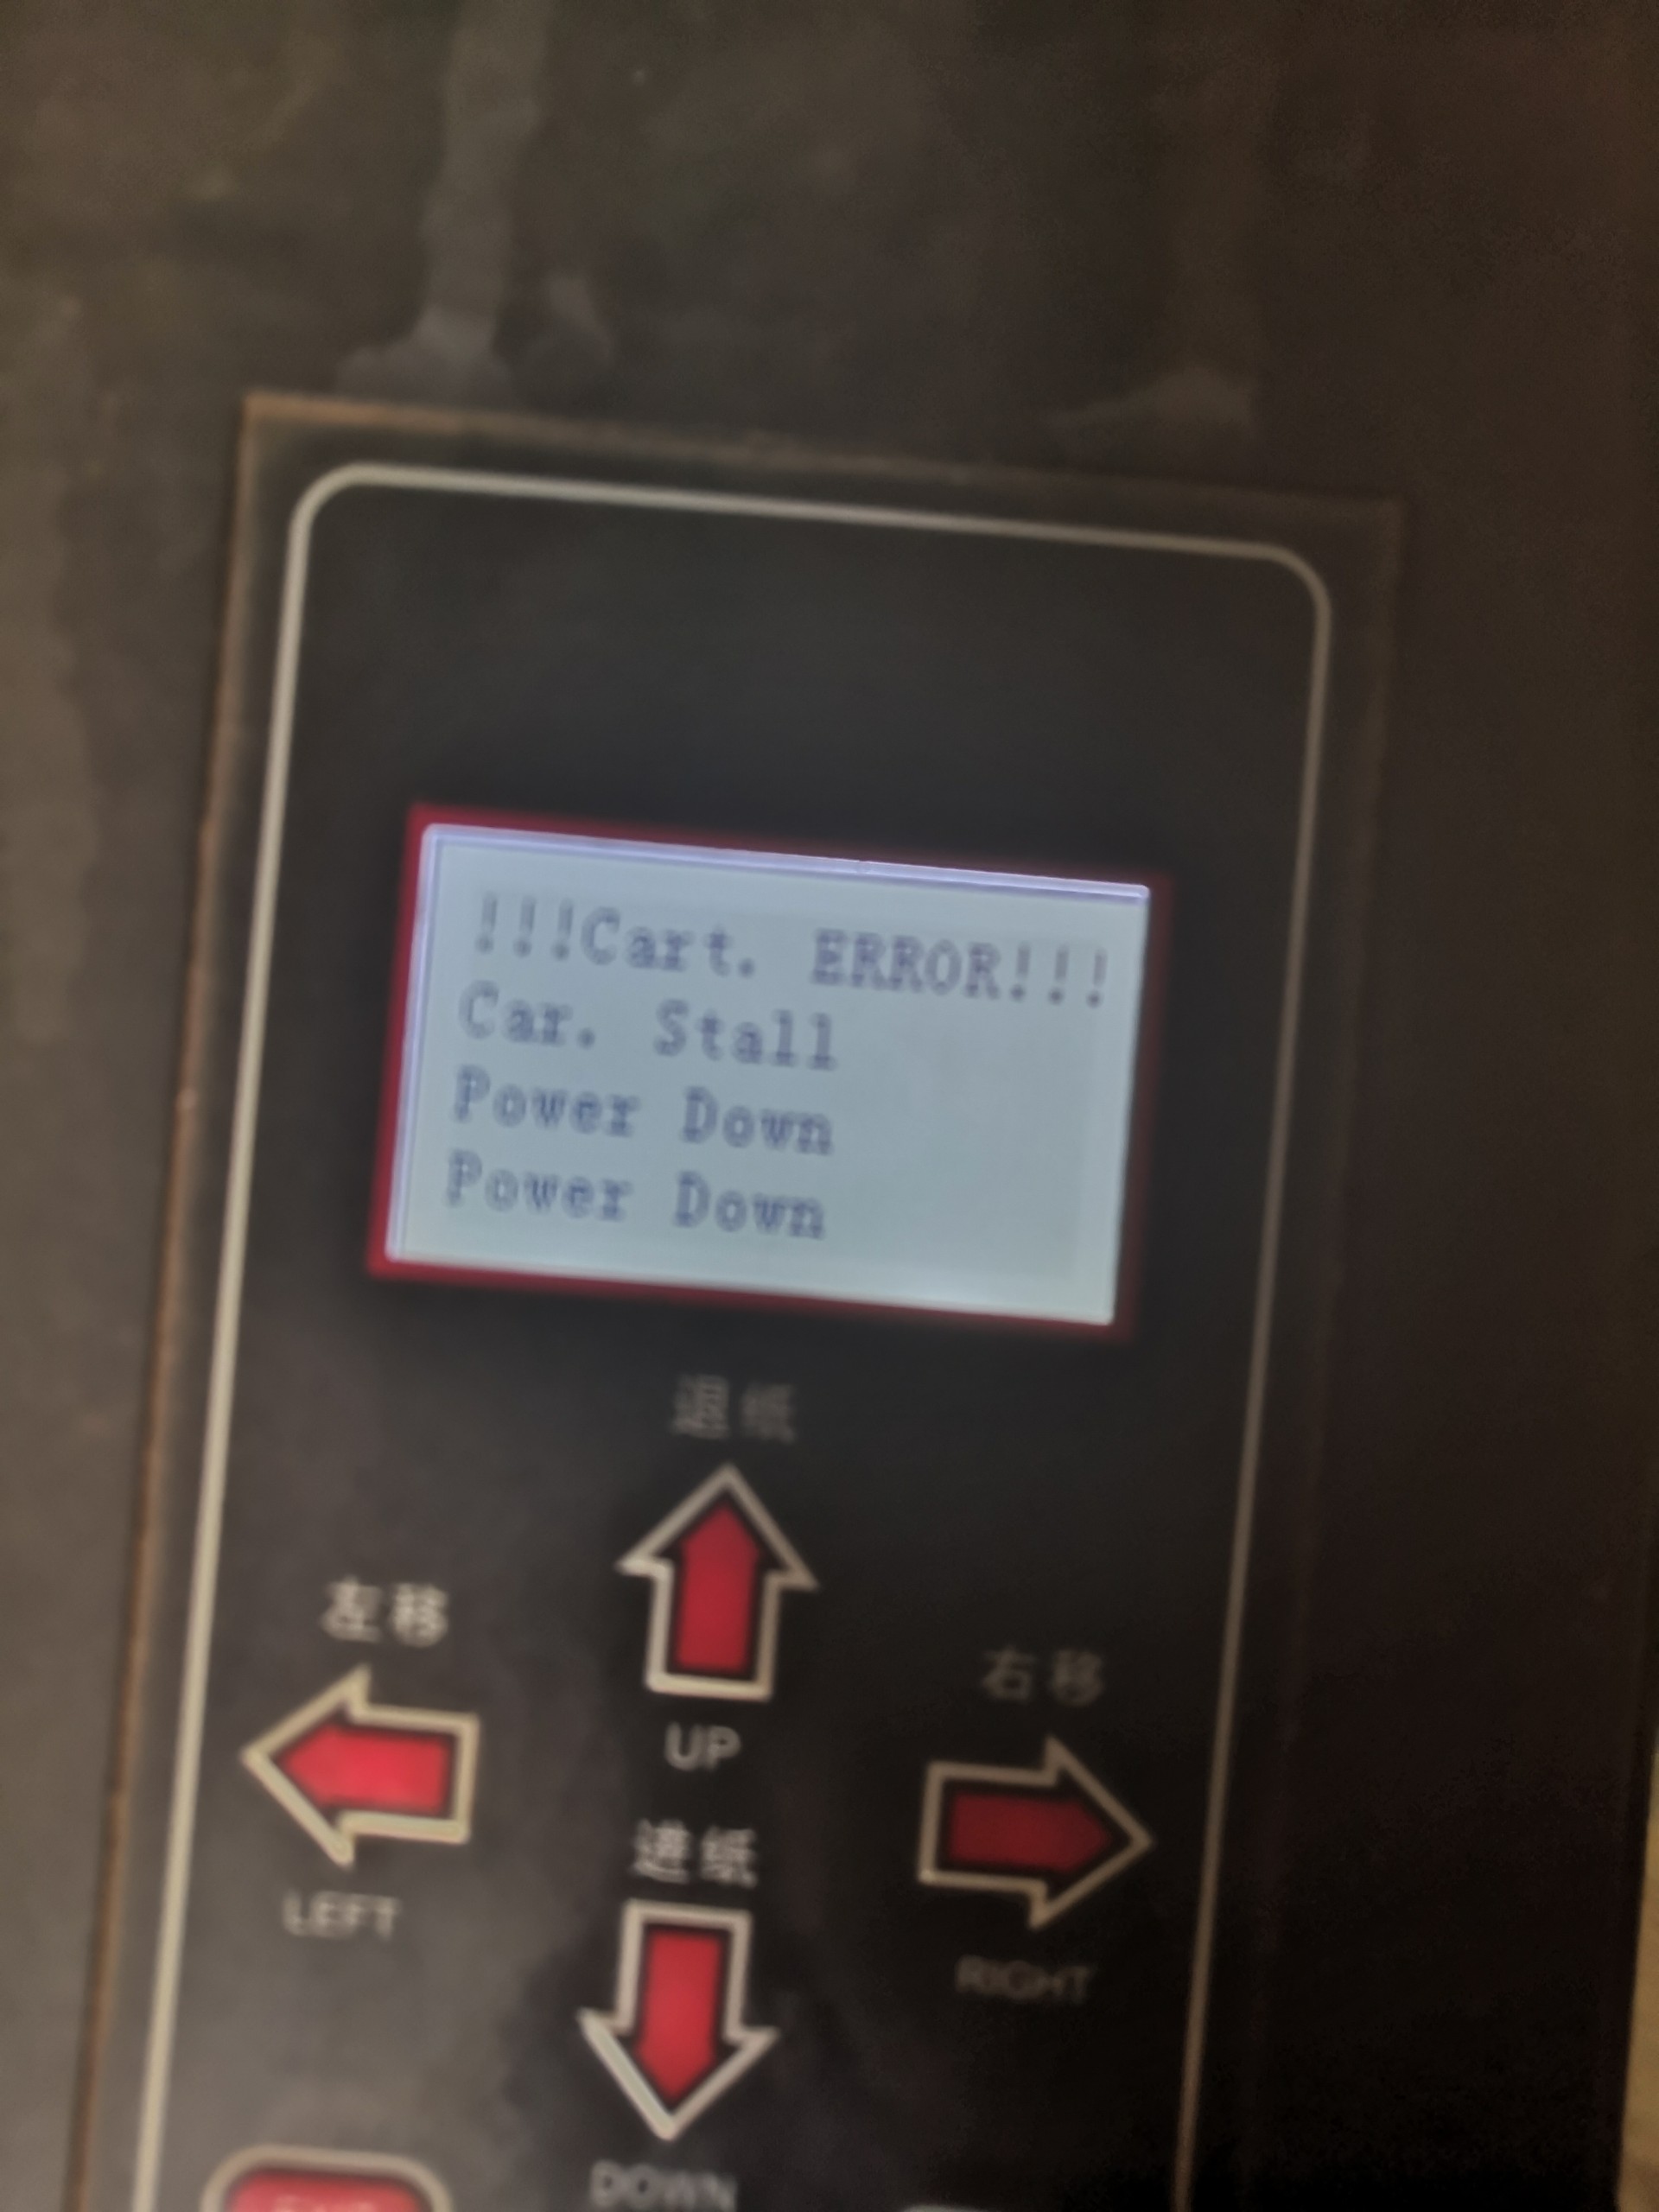 !!!Cart. ERROR!!!
Car. Stall
Power Down
Power Down
退纸
左移
右移
UP
进纸
LEFT
RIGHT
DOWN